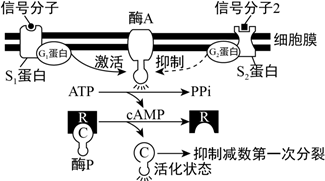 信号分子 酶A 信号分子2
细胞膜
G₁蛋白 激活 抑制 G₂蛋白
S₁蛋白 S₂蛋白
ATP PPi
cAMP
R R
C
酶P
C 抑制减数第一次分裂
活化状态